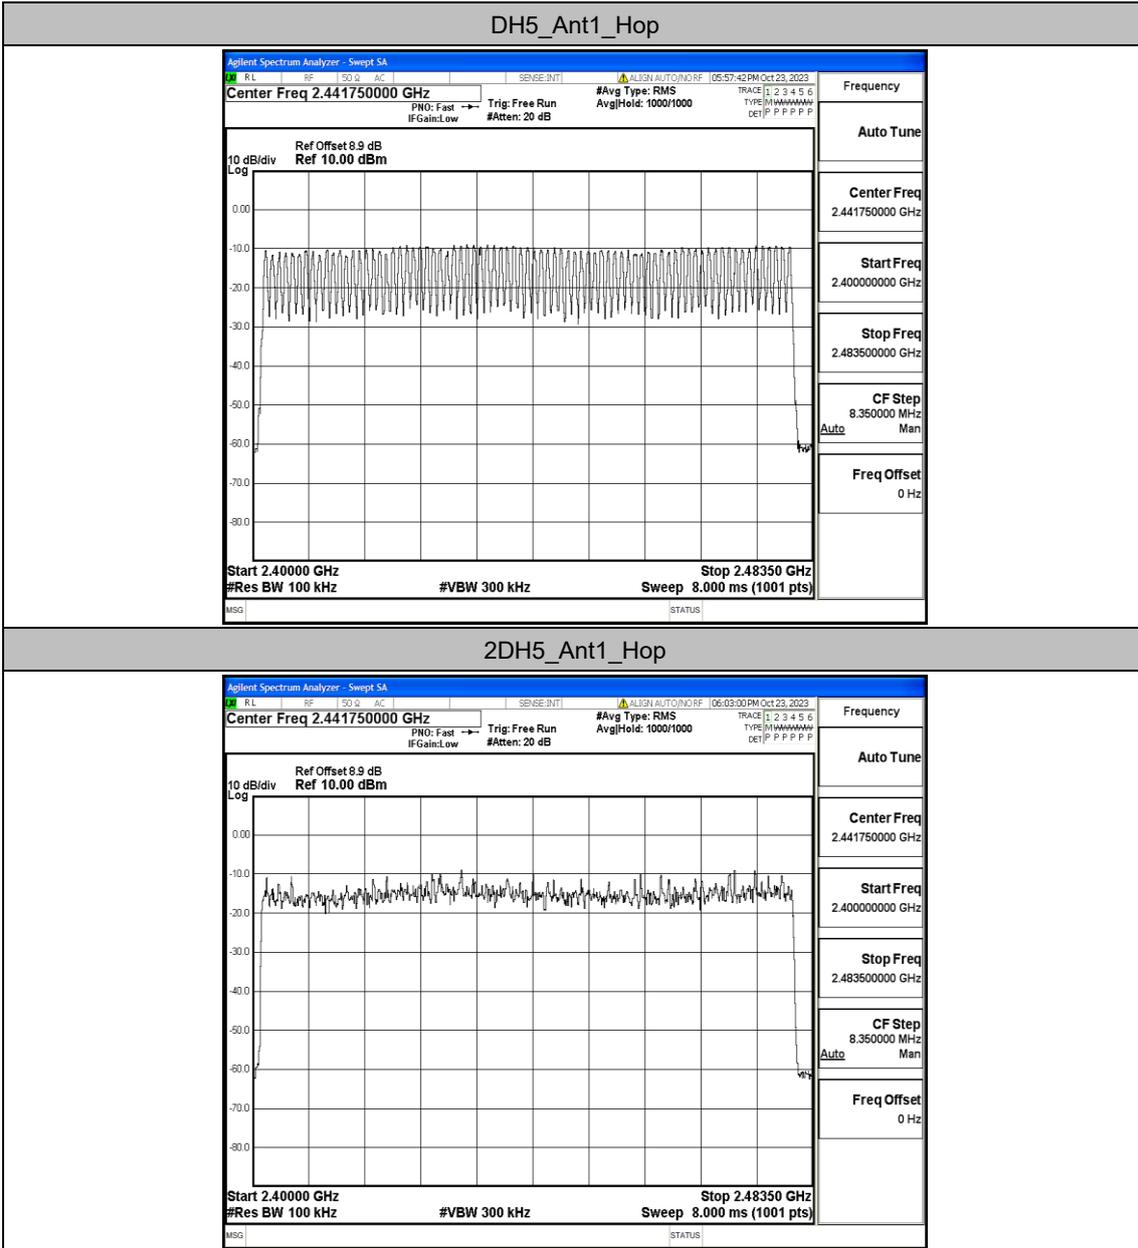 DH5_Ant1_Hop
Agilent Spectrum Analyzer - Swept SA
RL RF 50 Ω AC SENSE:INT ALIGN AUTO/NO RF 05:57:42 PM Oct 23, 2023
Center Freq 2.441750000 GHz
PNO: Fast
IFGain:Low
Trig: Free Run
#Atten: 20 dB
#Avg Type: RMS
Avg|Hold: 1000/1000
TRACE 1 2 3 4 5 6
TYPE M
DET P P P P P P
Ref Offset 8.9 dB
10 dB/div Ref 10.00 dBm
Log
0.00
-10.0
-20.0
-30.0
-40.0
-50.0
-60.0
-70.0
-80.0
Start 2.40000 GHz Stop 2.48350 GHz
#Res BW 100 kHz #VBW 300 kHz Sweep 8.000 ms (1001 pts)
MSG STATUS
Frequency
Auto Tune
Center Freq
2.441750000 GHz
Start Freq
2.400000000 GHz
Stop Freq
2.483500000 GHz
CF Step
8.350000 MHz
Auto Man
Freq Offset
0 Hz
2DH5_Ant1_Hop
Agilent Spectrum Analyzer - Swept SA
RL RF 50 Ω AC SENSE:INT ALIGN AUTO/NO RF 06:03:00 PM Oct 23, 2023
Center Freq 2.441750000 GHz
PNO: Fast
IFGain:Low
Trig: Free Run
#Atten: 20 dB
#Avg Type: RMS
Avg|Hold: 1000/1000
TRACE 1 2 3 4 5 6
TYPE M
DET P P P P P P
Ref Offset 8.9 dB
10 dB/div Ref 10.00 dBm
Log
0.00
-10.0
-20.0
-30.0
-40.0
-50.0
-60.0
-70.0
-80.0
Start 2.40000 GHz Stop 2.48350 GHz
#Res BW 100 kHz #VBW 300 kHz Sweep 8.000 ms (1001 pts)
MSG STATUS
Frequency
Auto Tune
Center Freq
2.441750000 GHz
Start Freq
2.400000000 GHz
Stop Freq
2.483500000 GHz
CF Step
8.350000 MHz
Auto Man
Freq Offset
0 Hz